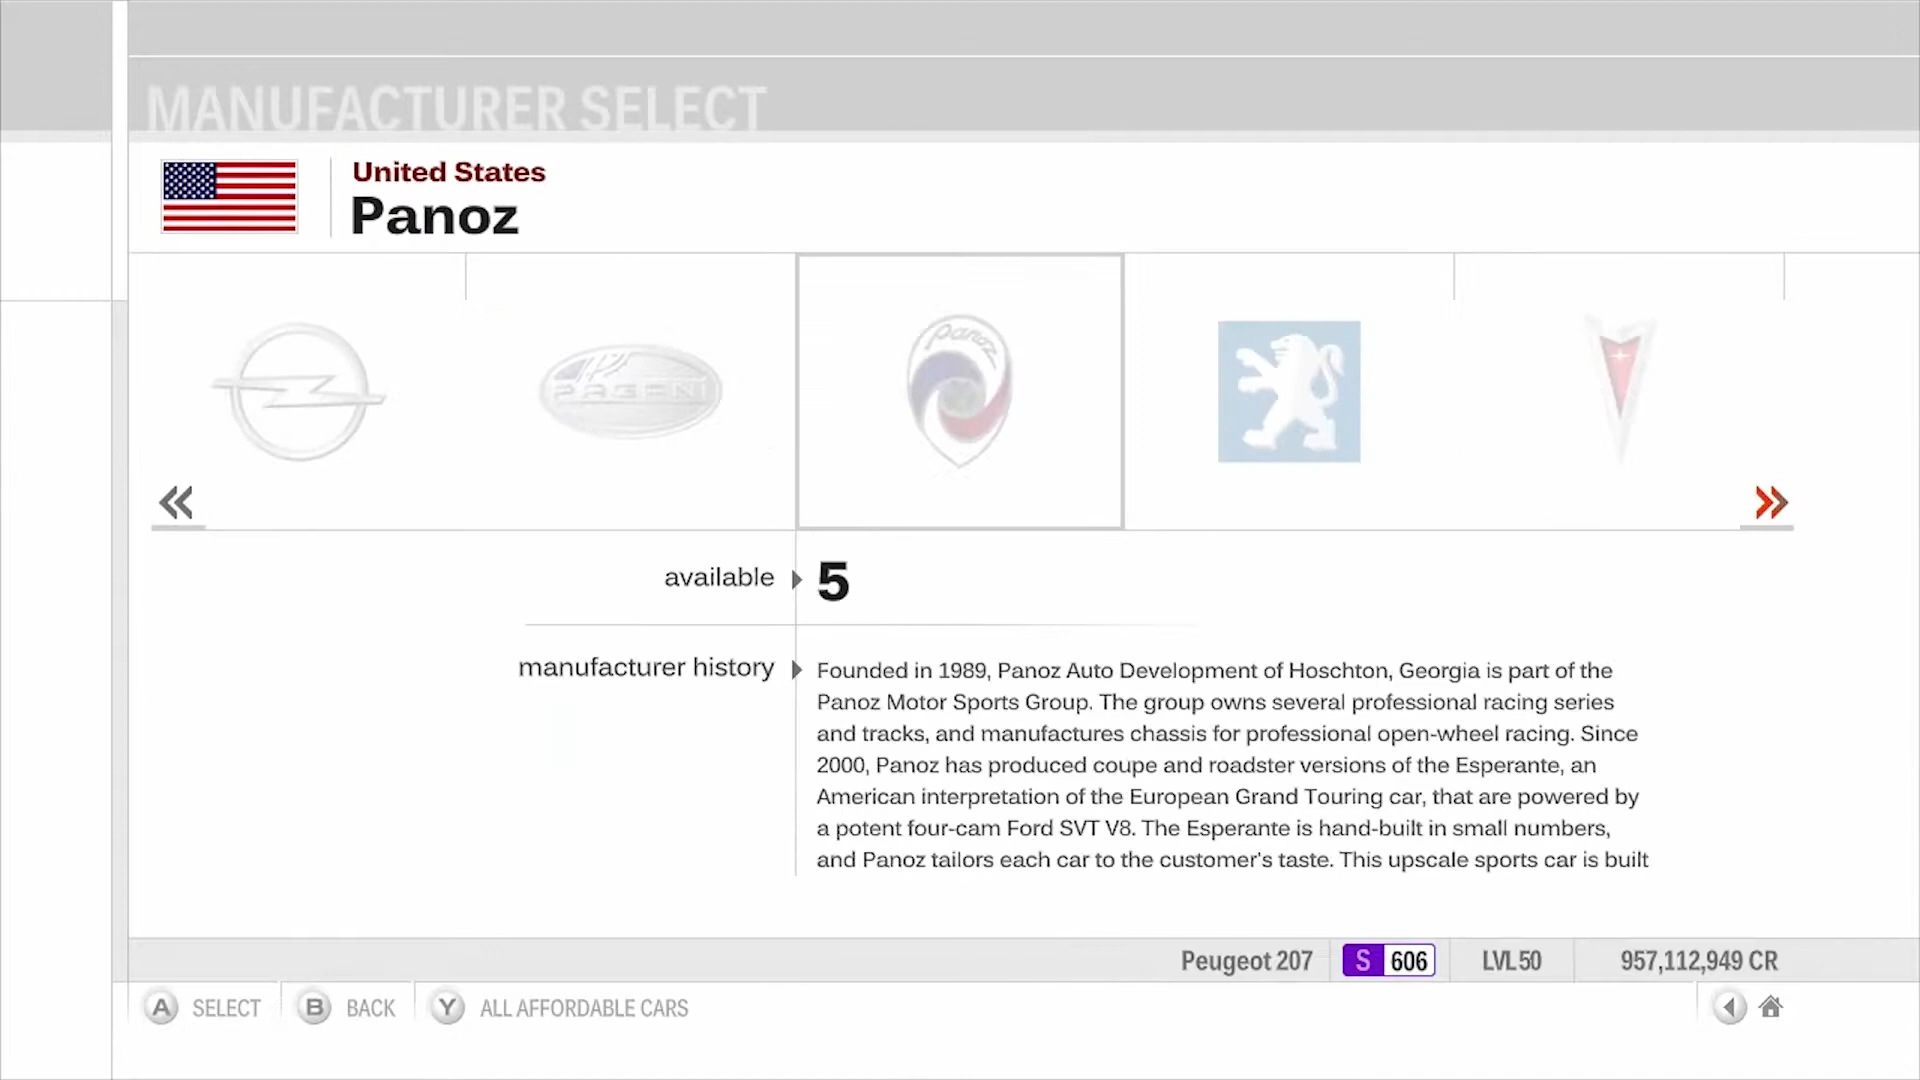 MANUFACTURER SELECT
United States
Panoz
Panoz
PAGANI
available
5
manufacturer history
Founded in 1989, Panoz Auto Development of Hoschton, Georgia is part of the
Panoz Motor Sports Group. The group owns several professional racing series
and tracks, and manufactures chassis for professional open-wheel racing. Since
2000, Panoz has produced coupe and roadster versions of the Esperante, an
American interpretation of the European Grand Touring car, that are powered by
a potent four-cam Ford SVT V8. The Esperante is hand-built in small numbers,
and Panoz tailors each car to the customer's taste. This upscale sports car is built
Peugeot 207
S 606
LVL 50
957,112,949 CR
A SELECT
B BACK
Y ALL AFFORDABLE CARS